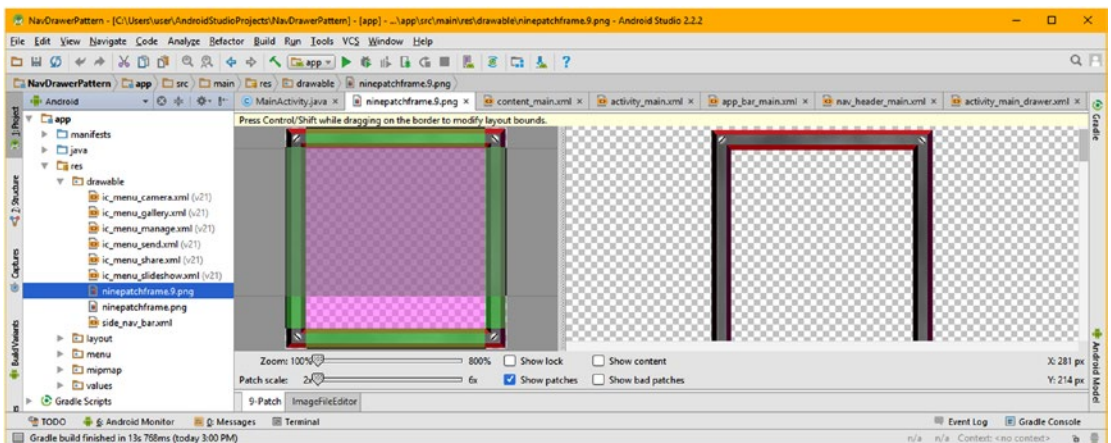 NavDrawerPattern - [C:\Users\user\AndroidStudioProjects\NavDrawerPattern] - [app] - ...\app\src\main\res\drawable\ninepatchframe.9.png - Android Studio 2.2.2
File Edit View Navigate Code Analyze Refactor Build Run Tools VCS Window Help
app
NavDrawerPattern app src main res drawable ninepatchframe.9.png
Android MainActivity.java ninepatchframe.9.png content_main.xml activity_main.xml app_bar_main.xml nav_header_main.xml activity_main_drawer.xml
1: Project
Gradle
Press Control/Shift while dragging on the border to modify layout bounds.
app
manifests
java
res
drawable
2: Structure
ic_menu_camera.xml (v21)
ic_menu_gallery.xml (v21)
ic_menu_manage.xml (v21)
ic_menu_send.xml (v21)
ic_menu_share.xml (v21)
ic_menu_slideshow.xml (v21)
Captures
ninepatchframe.9.png
ninepatchframe.png
side_nav_bar.xml
Build Variants
layout
menu
mipmap
values
Gradle Scripts
Android Model
Zoom: 100% 800% Show lock Show content X: 281 px
Patch scale: 2x 6x Show patches Show bad patches Y: 214 px
9-Patch ImageFileEditor
TODO 6: Android Monitor 0: Messages Terminal Event Log Gradle Console
Gradle build finished in 13s 768ms (today 3:00 PM) n/a n/a Context: <no context>